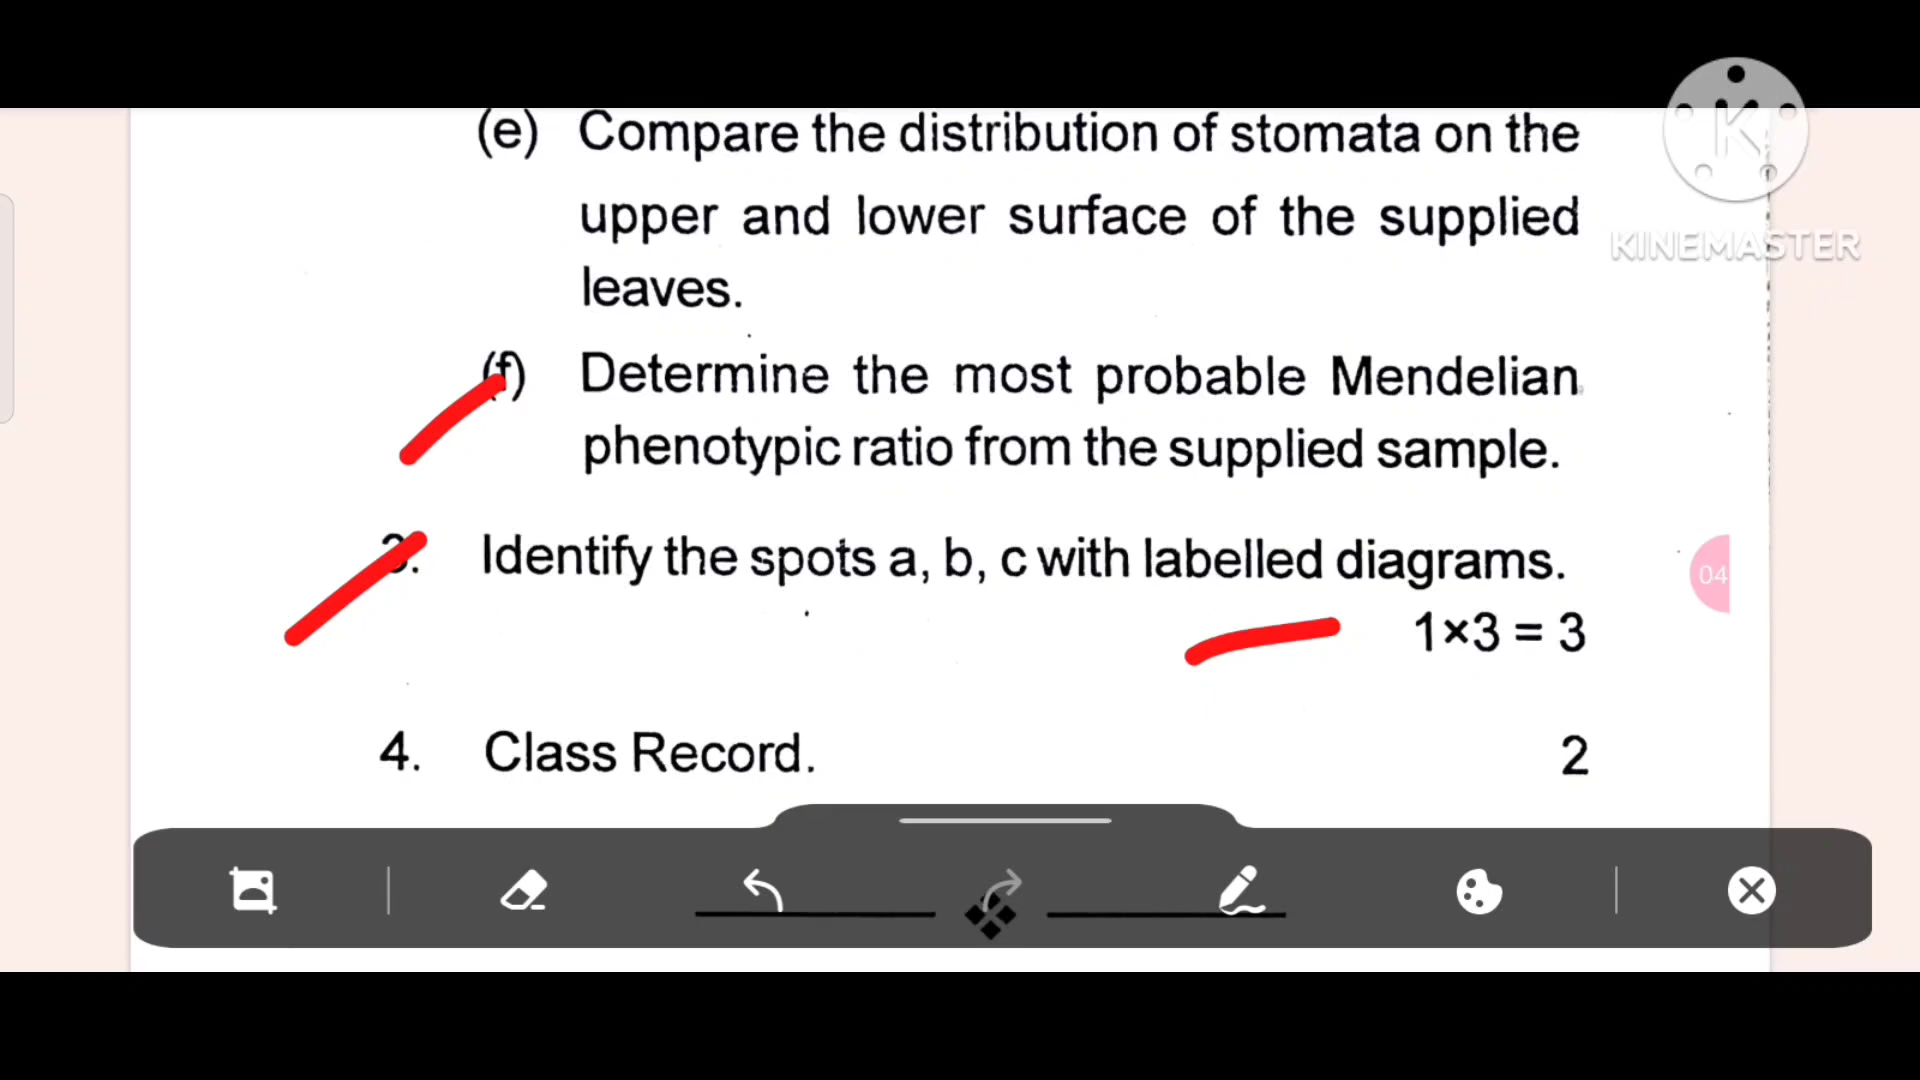 (e) Compare the distribution of stomata on the
upper and lower surface of the supplied
leaves.
(f) Determine the most probable Mendelian
phenotypic ratio from the supplied sample.
3. Identify the spots a, b, c with labelled diagrams.
1×3 = 3
4. Class Record. 2
K
KINEMASTER
04